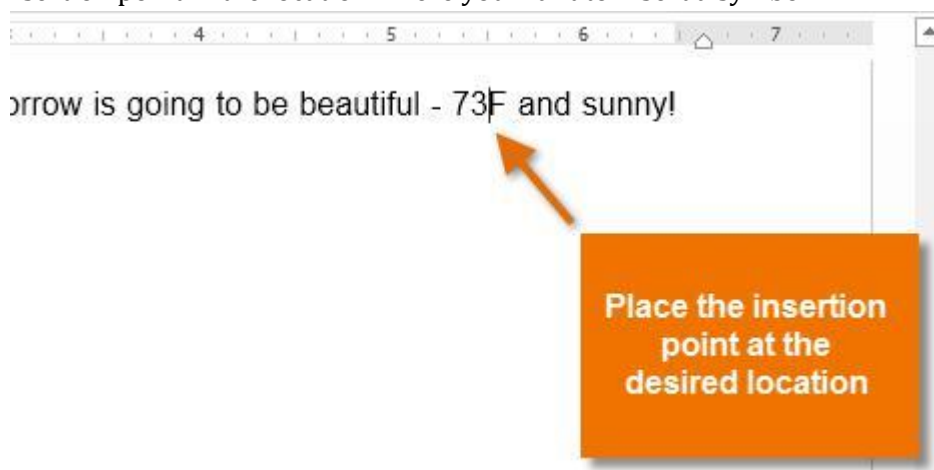 4 5 6 7
orrow is going to be beautiful - 73F and sunny!
Place the insertion
point at the
desired location